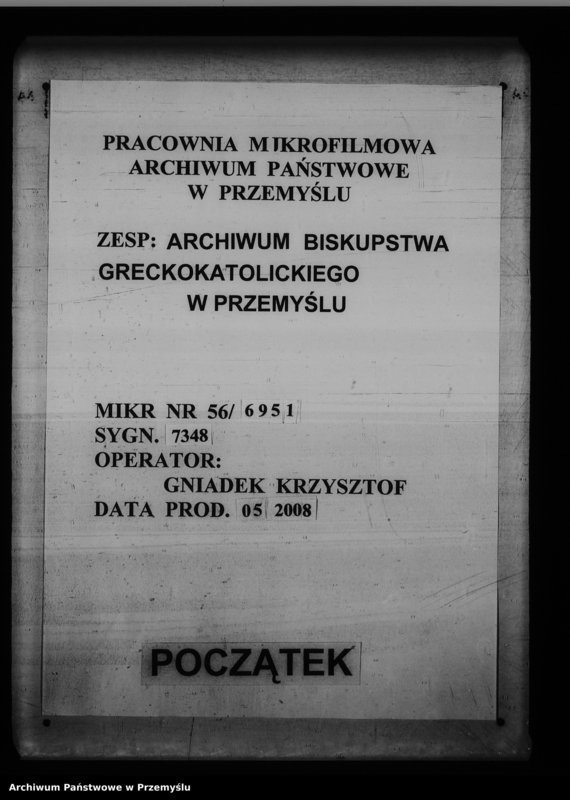 PRACOWNIA MIKROFILMOWA
ARCHIWUM PAŃSTWOWE
W PRZEMYŚLU
ZESP: ARCHIWUM BISKUPSTWA
GRECKOKATOLICKIEGO
W PRZEMYŚLU
MIKR NR 56/ 6951
SYGN. 7348
OPERATOR:
GNIADEK KRZYSZTOF
DATA PROD. 05 2008
POCZĄTEK
Archiwum Państwowe w Przemyślu